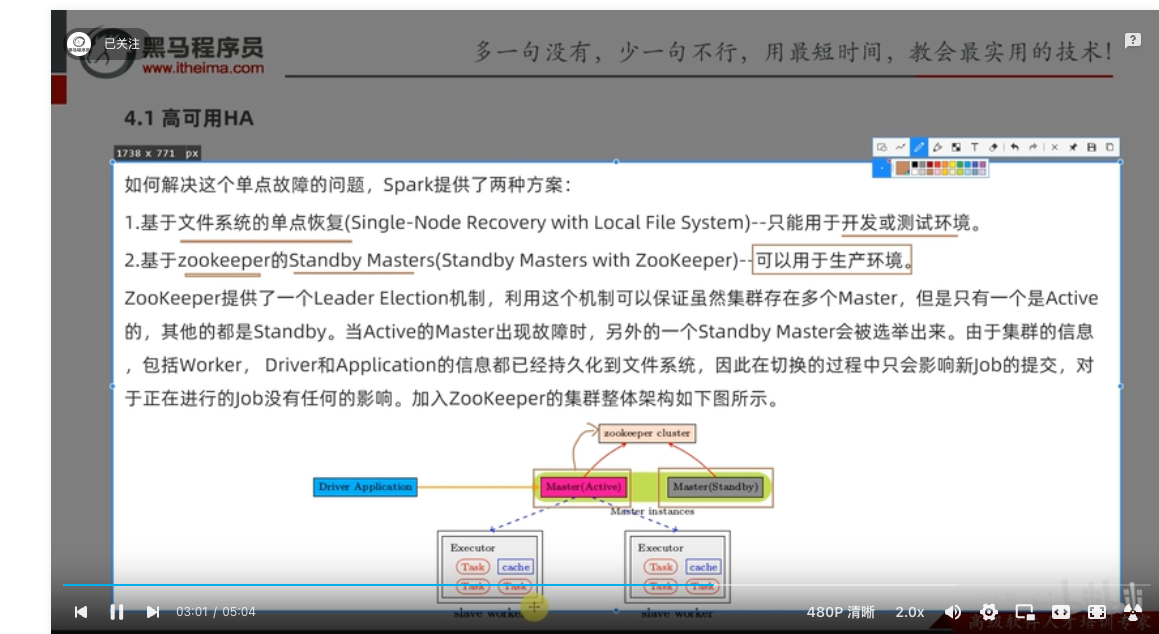 已关注
黑马程序员
www.itheima.com
多一句没有，少一句不行，用最短时间，教会最实用的技术！
4.1 高可用HA
1738 x 771 px
如何解决这个单点故障的问题，Spark提供了两种方案：
1.基于文件系统的单点恢复(Single-Node Recovery with Local File System)--只能用于开发或测试环境。
2.基于zookeeper的Standby Masters(Standby Masters with ZooKeeper)--可以用于生产环境。
ZooKeeper提供了一个Leader Election机制，利用这个机制可以保证虽然集群存在多个Master，但是只有一个是Active
的，其他的都是Standby。当Active的Master出现故障时，另外的一个Standby Master会被选举出来。由于集群的信息
，包括Worker， Driver和Application的信息都已经持久化到文件系统，因此在切换的过程中只会影响新Job的提交，对
于正在进行的Job没有任何的影响。加入ZooKeeper的集群整体架构如下图所示。
zookeeper cluster
Driver Application
Master(Active)
Master(Standby)
Master instances
Executor
Task
cache
Task
Task
slave worker
Executor
Task
cache
Task
Task
slave worker
03:01 / 05:04
480P 清晰
2.0x
高级软件人才培训专家